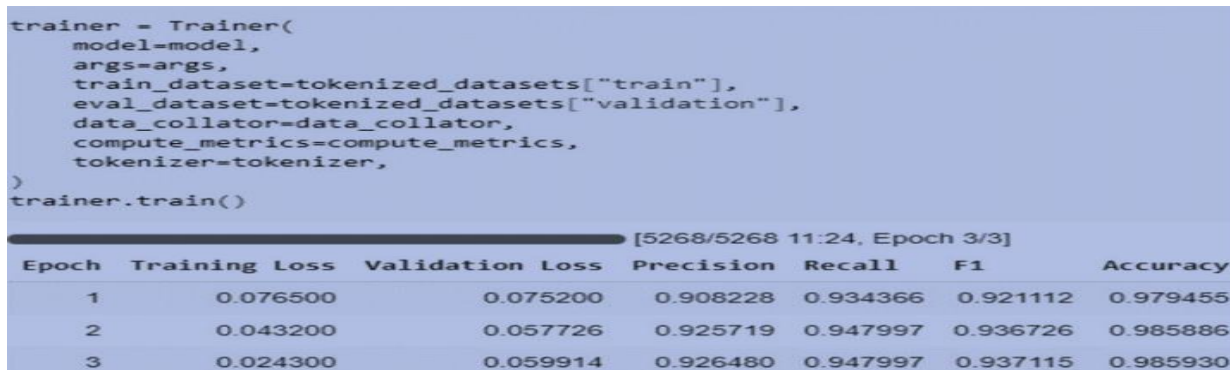 trainer = Trainer(
    model=model,
    args=args,
    train_dataset=tokenized_datasets["train"],
    eval_dataset=tokenized_datasets["validation"],
    data_collator=data_collator,
    compute_metrics=compute_metrics,
    tokenizer=tokenizer,
)
trainer.train()
[5268/5268 11:24, Epoch 3/3]
Epoch Training Loss Validation Loss Precision Recall F1 Accuracy
1 0.076500 0.075200 0.908228 0.934366 0.921112 0.979455
2 0.043200 0.057726 0.925719 0.947997 0.936726 0.985886
3 0.024300 0.059914 0.926480 0.947997 0.937115 0.985930